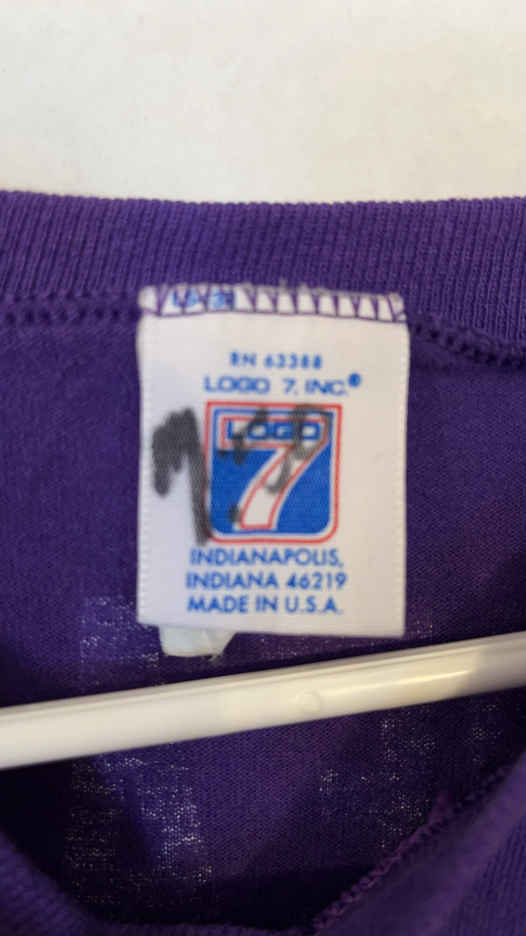 RN 63388
LOGO 7, INC.®
LOGO
7
INDIANAPOLIS,
INDIANA 46219
MADE IN U.S.A.